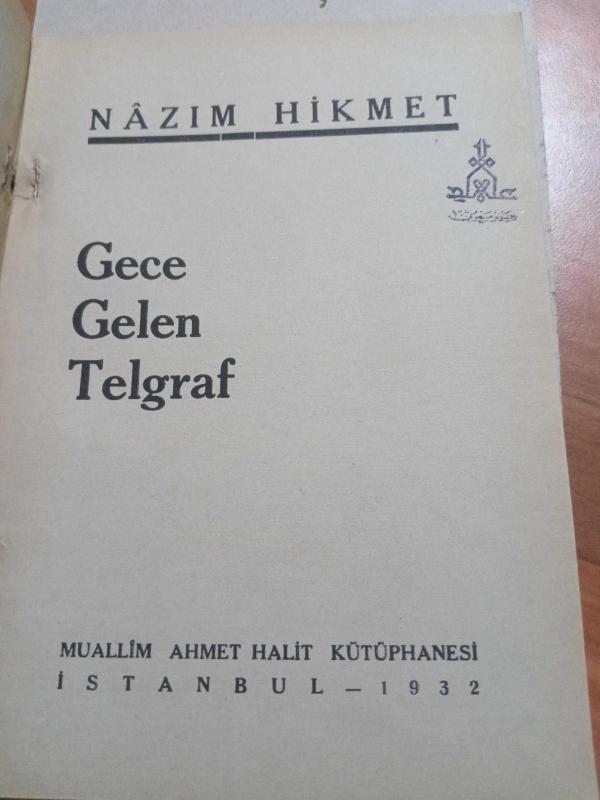 NÂZIM HİKMET
Gece
Gelen
Telgraf
MUALLİM AHMET HALİT KÜTÜPHANESİ
İSTANBUL — 1932